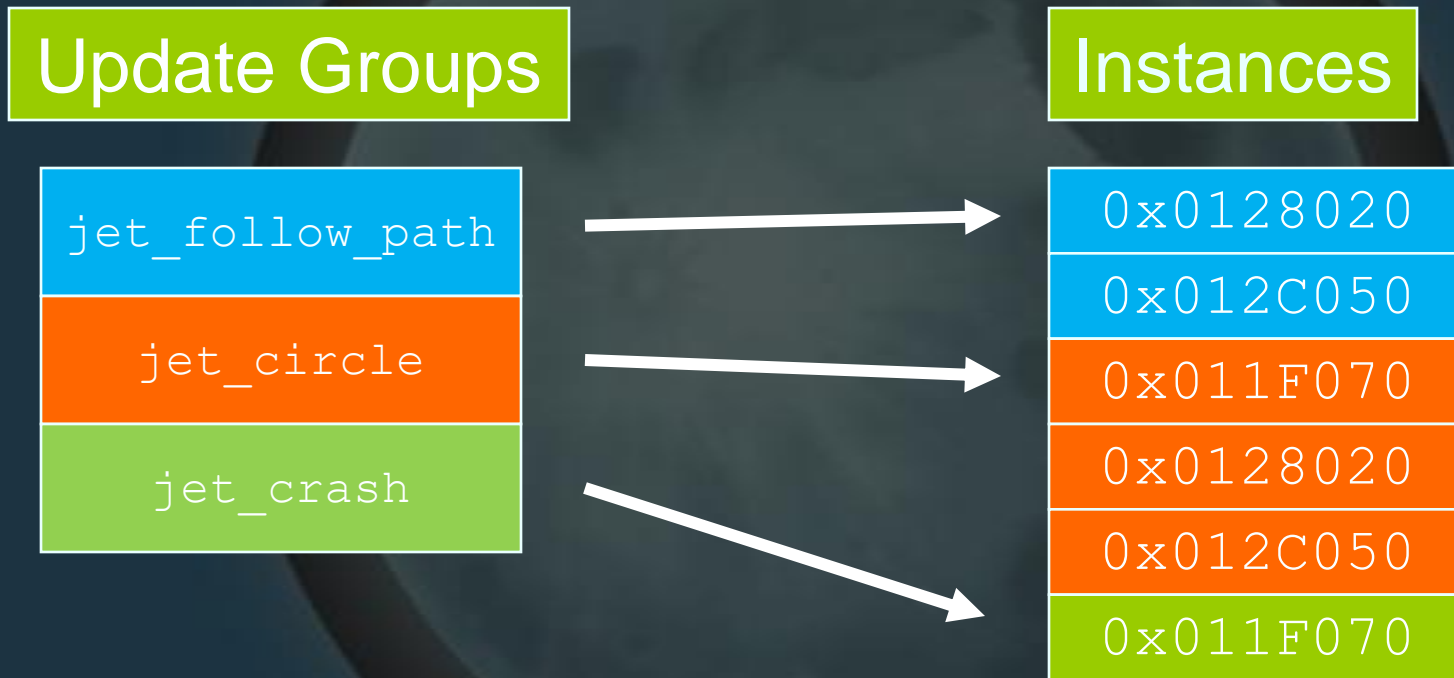 Update Groups
Instances
jet_follow_path
jet_circle
jet_crash
0x0128020
0x012C050
0x011F070
0x0128020
0x012C050
0x011F070